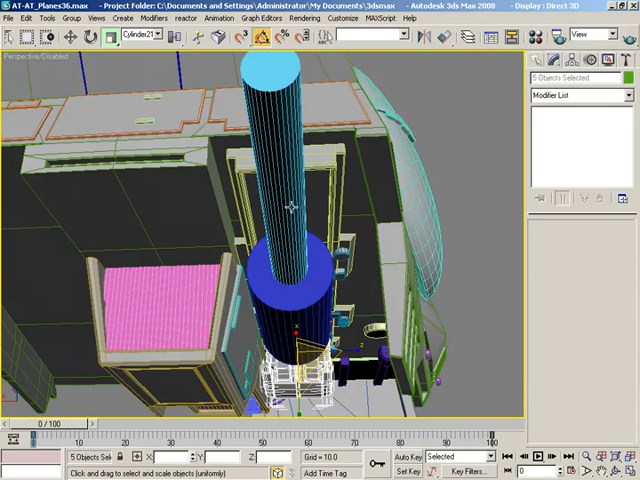 AT-AT_Planes36.max - Project Folder: C:\Documents and Settings\Administrator\My Documents\3dsmax - Autodesk 3ds Max 2008 - Display : Direct 3D
File Edit Tools Group Views Create Modifiers reactor Animation Graph Editors Rendering Customize MAXScript Help
Cylinder21
View
Perspective/Disabled
5 Objects Selected
Modifier List
x
z
0 / 100
0 10 20 30 40 50 60 70 80 90 100
5 Objects Selected X: Y: Z: Grid = 10.0 Auto Key Selected
Click and drag to select and scale objects (uniformly) Add Time Tag Set Key Key Filters... 0